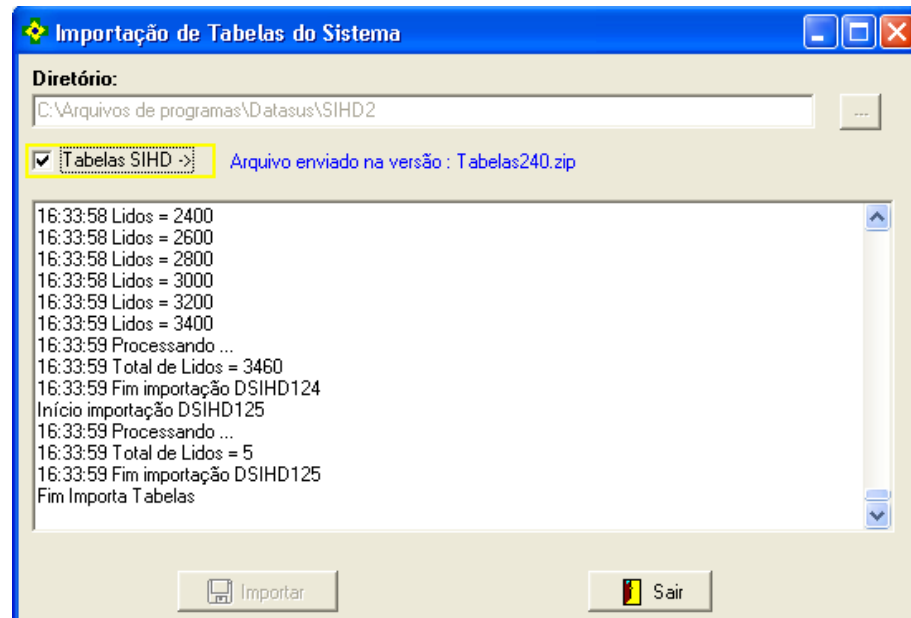 Importação de Tabelas do Sistema
Diretório:
C:\Arquivos de programas\Datasus\SIHD2
...
Tabelas SIHD -> Arquivo enviado na versão : Tabelas240.zip
16:33:58 Lidos = 2400
16:33:58 Lidos = 2600
16:33:58 Lidos = 2800
16:33:58 Lidos = 3000
16:33:59 Lidos = 3200
16:33:59 Lidos = 3400
16:33:59 Processando ...
16:33:59 Total de Lidos = 3460
16:33:59 Fim importação DSIHD124
Início importação DSIHD125
16:33:59 Processando ...
16:33:59 Total de Lidos = 5
16:33:59 Fim importação DSIHD125
Fim Importa Tabelas
Importar Sair